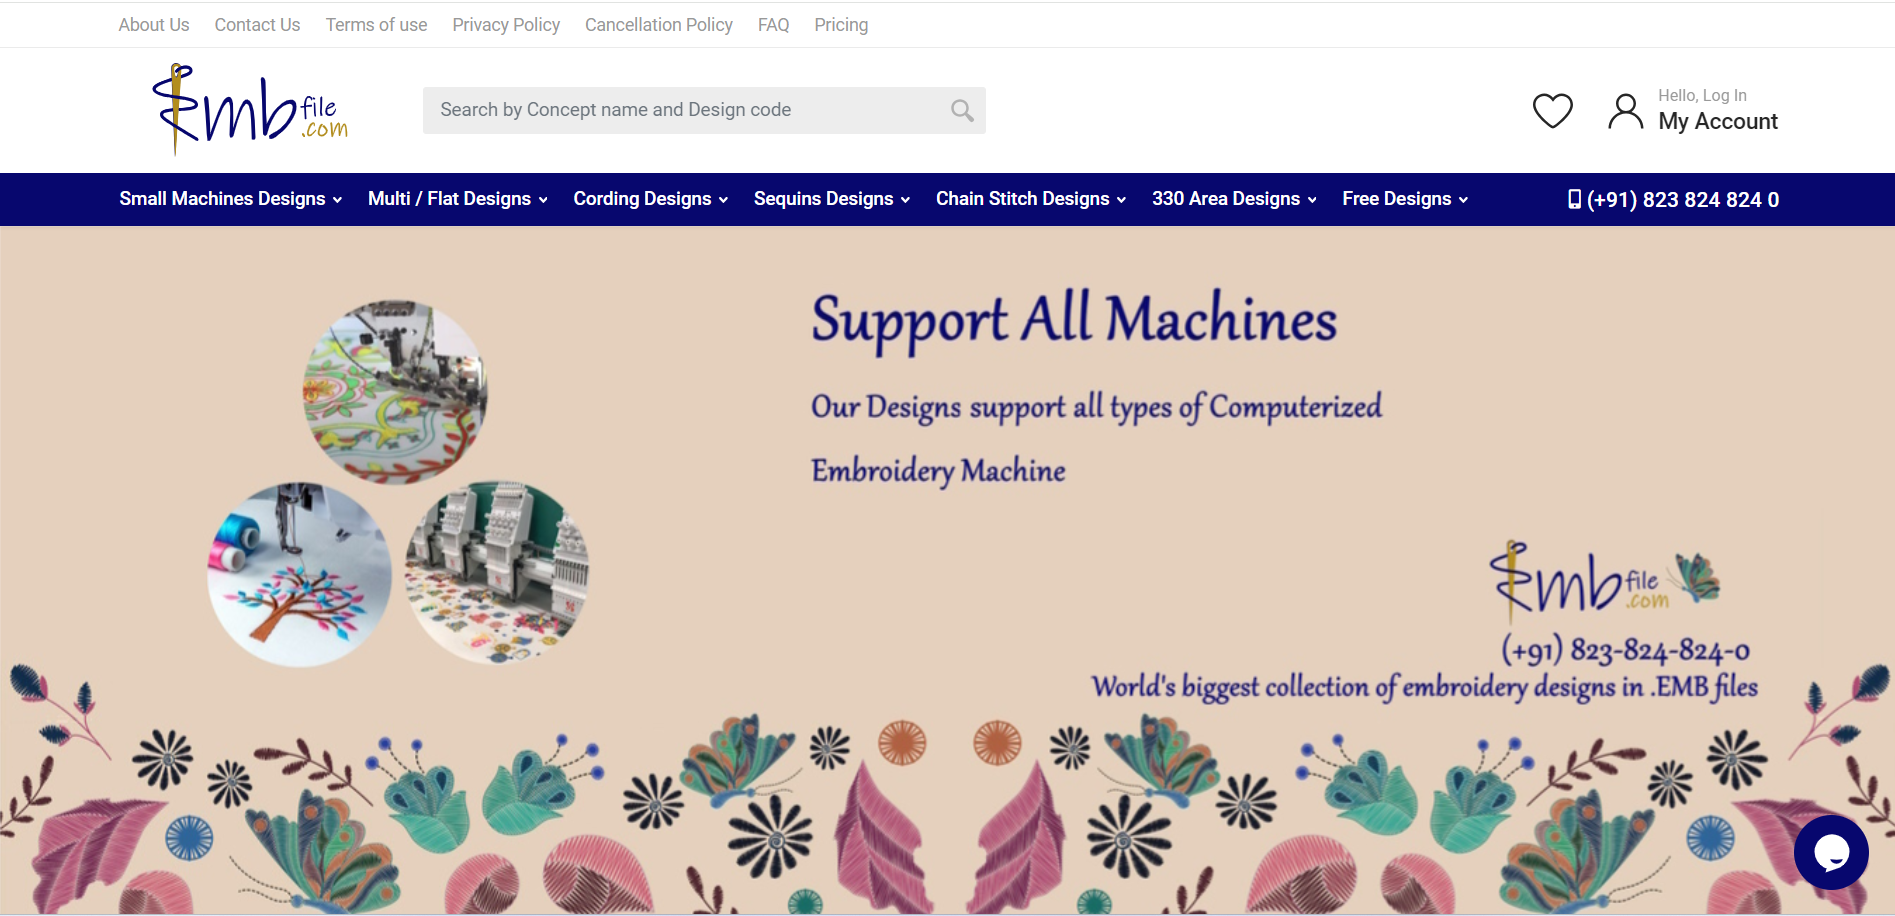 About Us Contact Us Terms of use Privacy Policy Cancellation Policy FAQ Pricing
Emb file .com
Search by Concept name and Design code
Hello, Log In
My Account
Small Machines Designs Multi / Flat Designs Cording Designs Sequins Designs Chain Stitch Designs 330 Area Designs Free Designs (+91) 823 824 824 0
Support All Machines
Our Designs support all types of Computerized
Embroidery Machine
Emb file .com
(+91) 823-824-824-0
World's biggest collection of embroidery designs in .EMB files